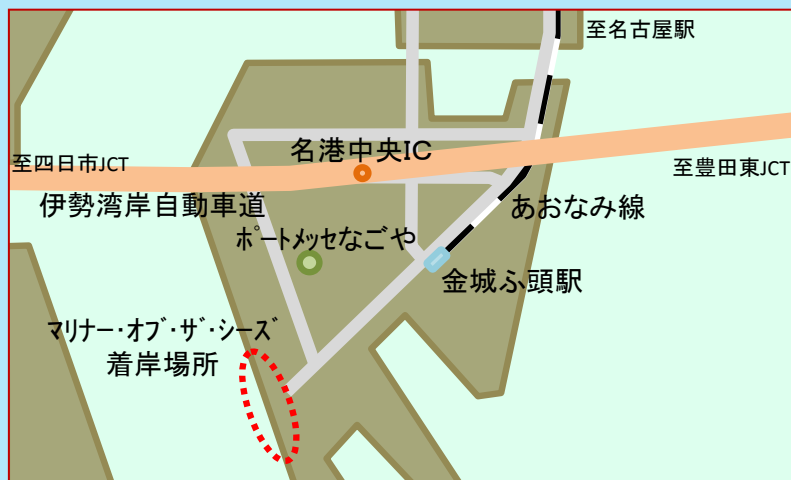 至名古屋駅
名港中央IC
至四日市JCT
至豊田東JCT
伊勢湾岸自動車道
あおなみ線
ポートメッセなごや
金城ふ頭駅
マリナー・オブ・ザ・シーズ
着岸場所